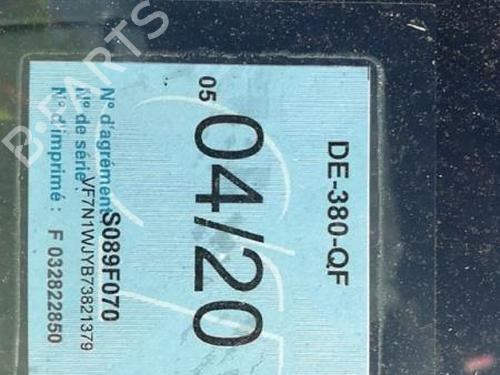 DE-380-QF
05
04/20
N° d'agrément S089F070
N° de série : VF7N1WJYB73821379
N° d'imprimé : F 032822850
B-PARTS